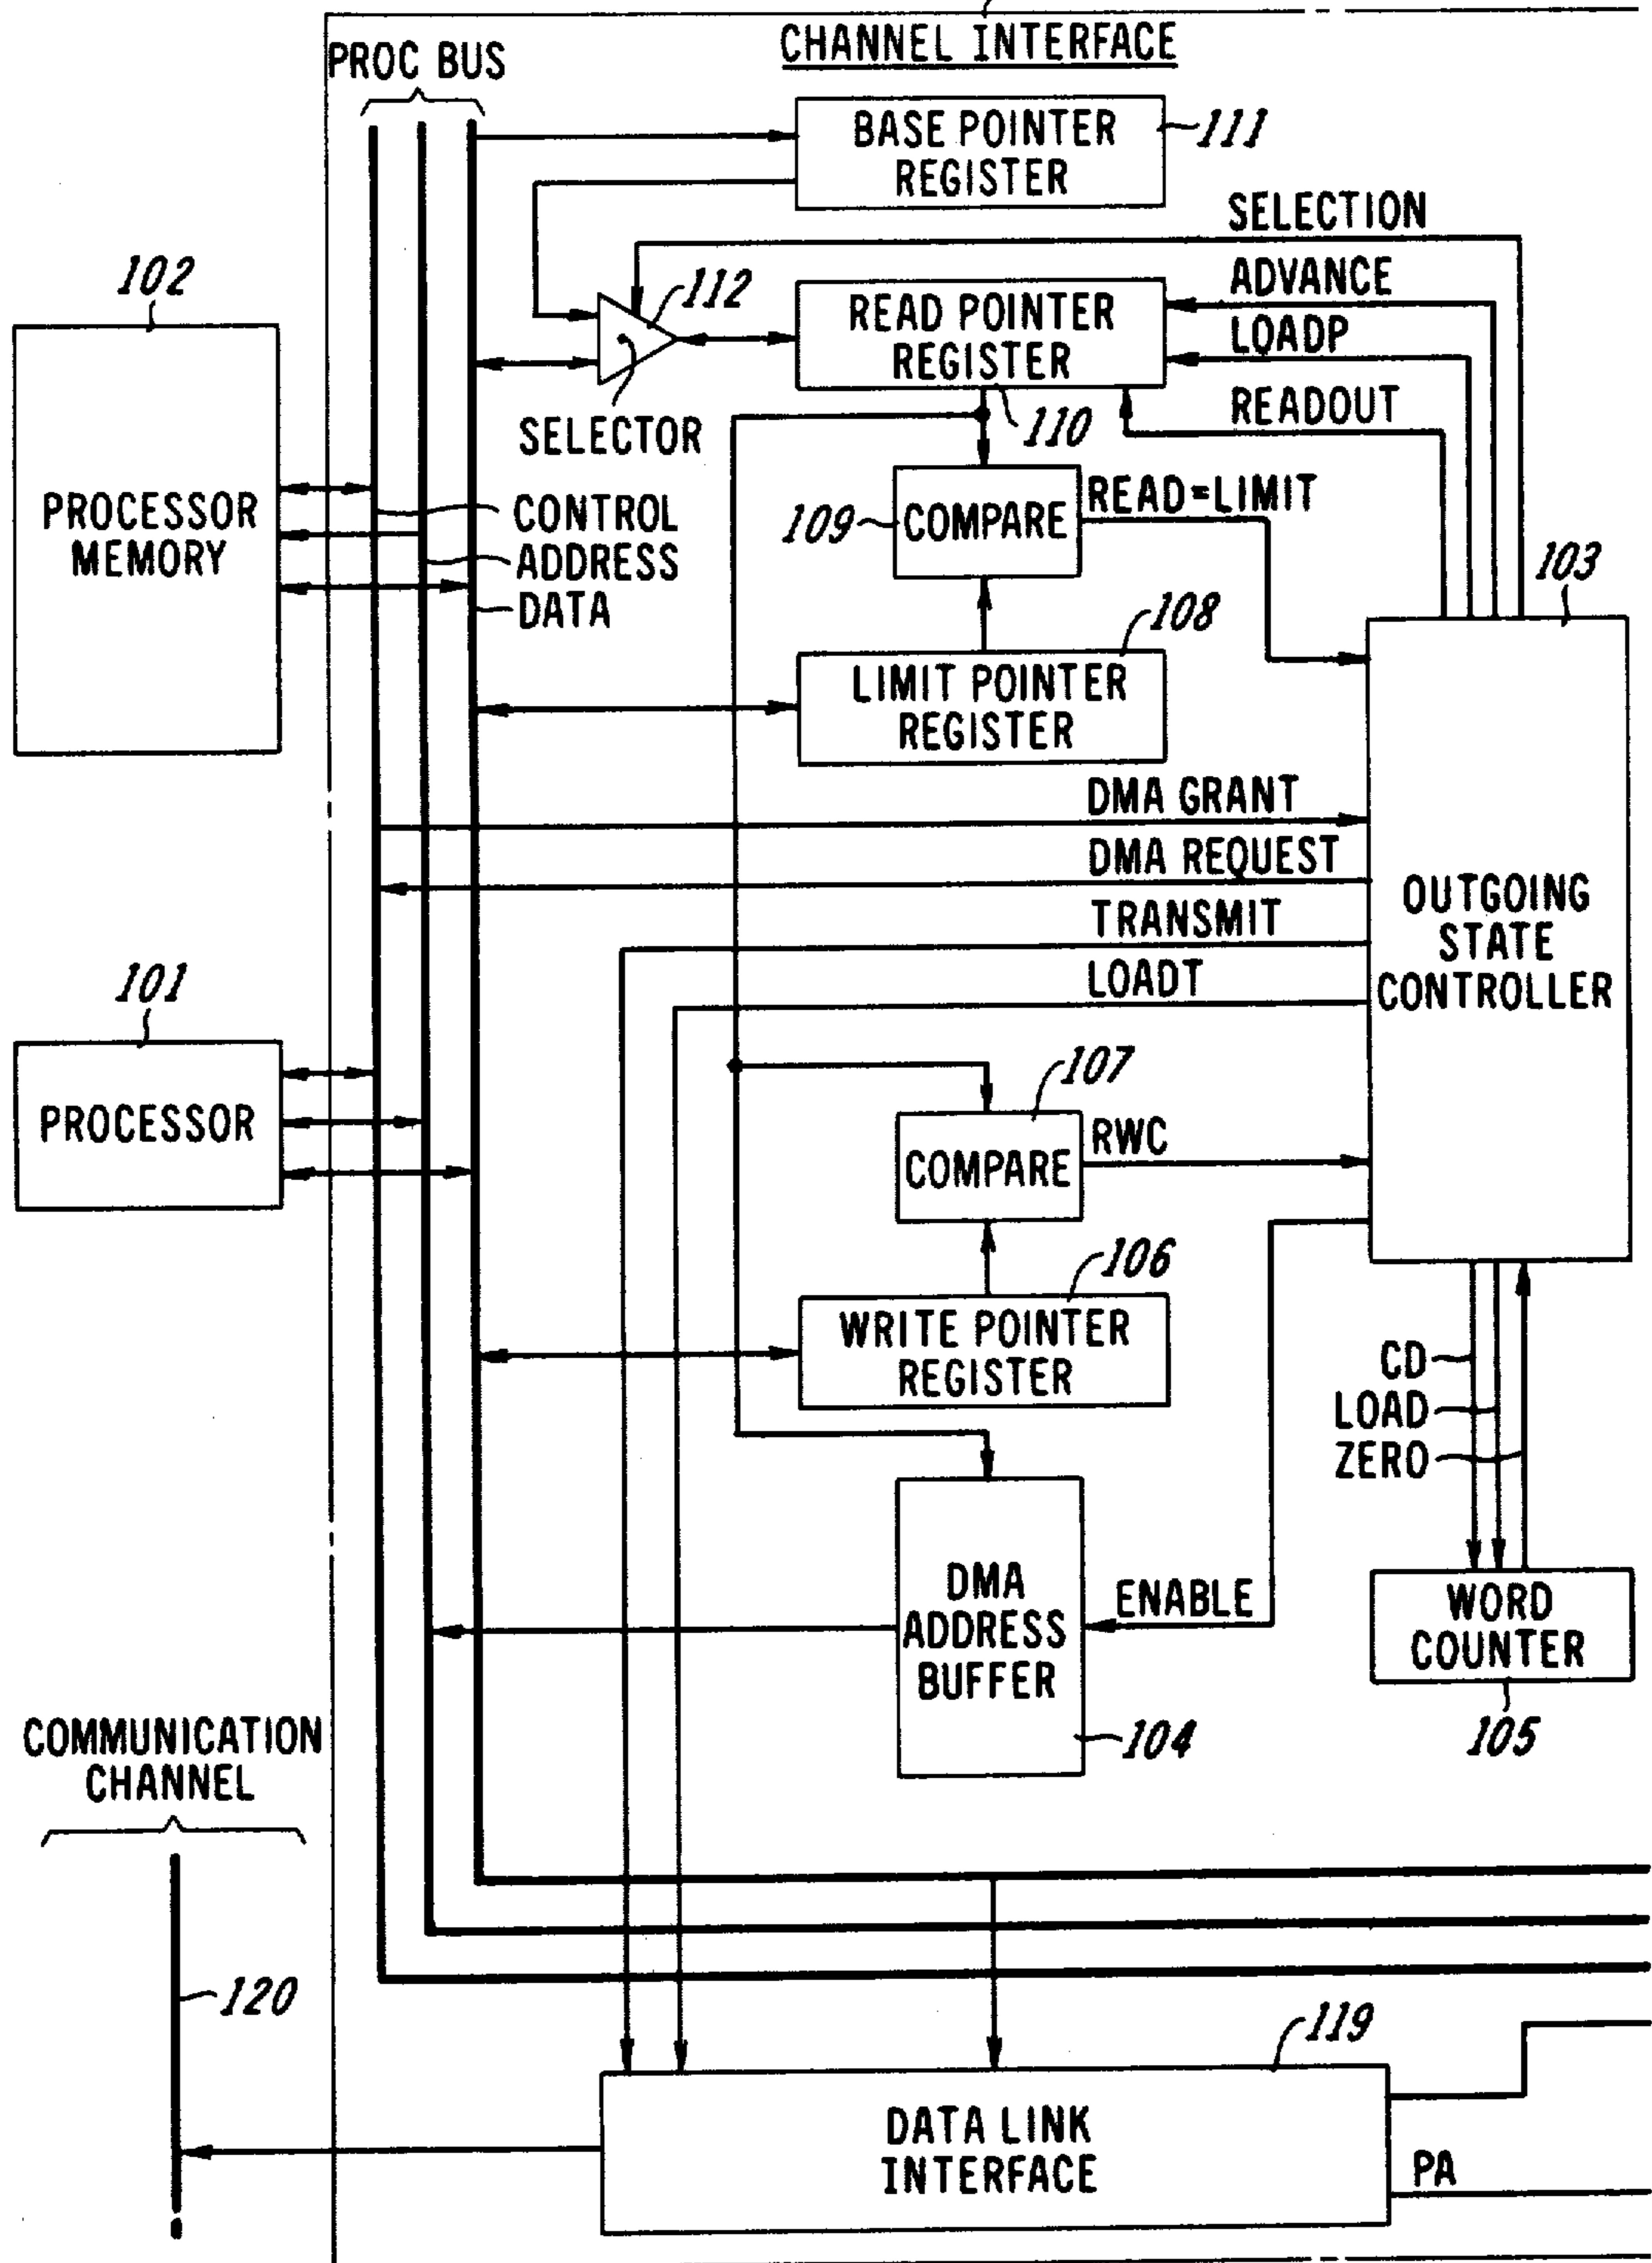 CHANNEL INTERFACE
PROC BUS
BASE POINTER
REGISTER
111
SELECTION
102
112
READ POINTER
REGISTER
ADVANCE
LOADP
SELECTOR
110
READOUT
PROCESSOR
MEMORY
CONTROL
ADDRESS
DATA
109
COMPARE
READ=LIMIT
103
108
LIMIT POINTER
REGISTER
DMA GRANT
DMA REQUEST
OUTGOING
STATE
CONTROLLER
TRANSMIT
101
LOADT
107
PROCESSOR
COMPARE
RWC
106
WRITE POINTER
REGISTER
CD
LOAD
ZERO
DMA
ADDRESS
BUFFER
ENABLE
WORD
COUNTER
104
105
COMMUNICATION
CHANNEL
120
119
DATA LINK
INTERFACE
PA